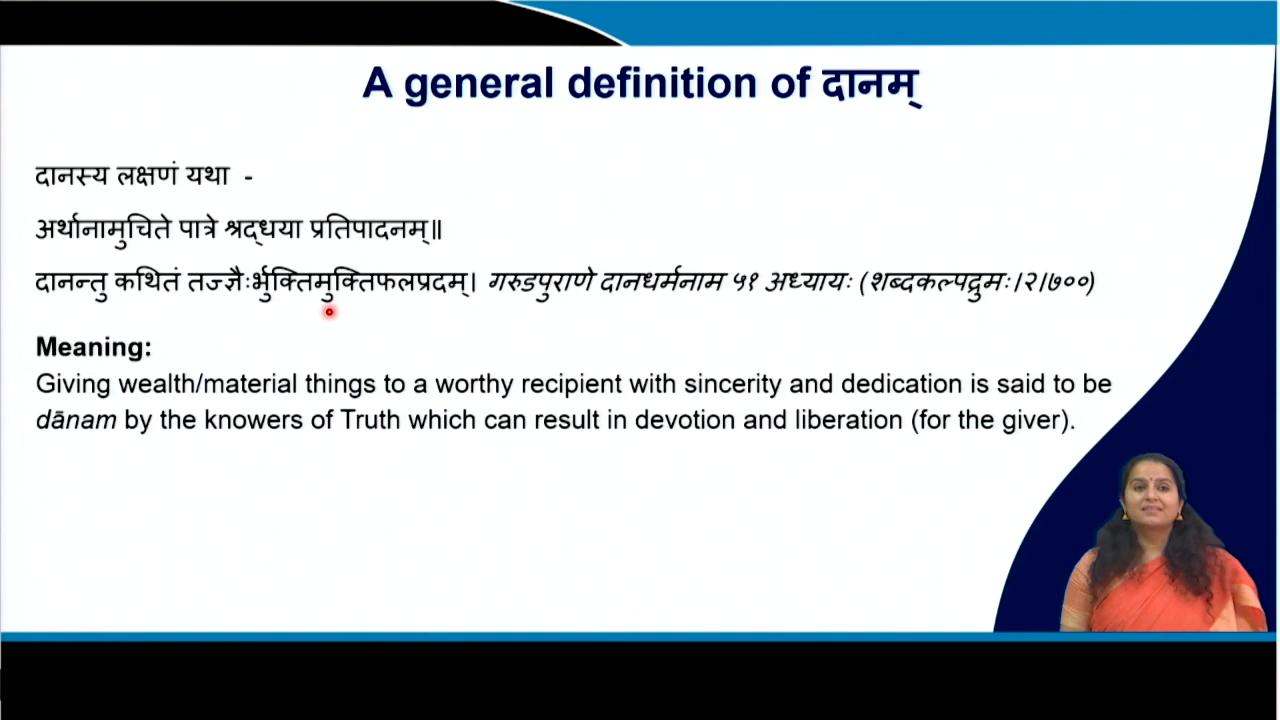 A general definition of दानम्
दानस्य लक्षणं यथा -
अर्थानामुचिते पात्रे श्रद्धया प्रतिपादनम्॥
दानन्तु कथितं तज्ज्ञैःर्भुक्तिमुक्तिफलप्रदम्। गरुडपुराणे दानधर्मनाम ५१ अध्यायः (शब्दकल्पद्रुमः।२।७००)
Meaning:
Giving wealth/material things to a worthy recipient with sincerity and dedication is said to be
dānam by the knowers of Truth which can result in devotion and liberation (for the giver).